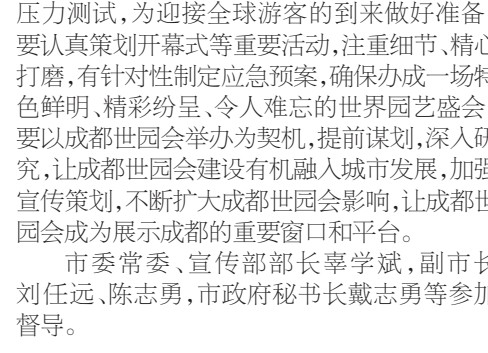 压力测试，为迎接全球游客的到来做好准备
要认真策划开幕式等重要活动，注重细节、精心
打磨，有针对性制定应急预案，确保办成一场特
色鲜明、精彩纷呈、令人难忘的世界园艺盛会
要以成都世园会举办为契机，提前谋划，深入研
究，让成都世园会建设有机融入城市发展，加强
宣传策划，不断扩大成都世园会影响，让成都世
园会成为展示成都的重要窗口和平台。
市委常委、宣传部部长辜学斌，副市长
刘任远、陈志勇，市政府秘书长戴志勇等参加
督导。